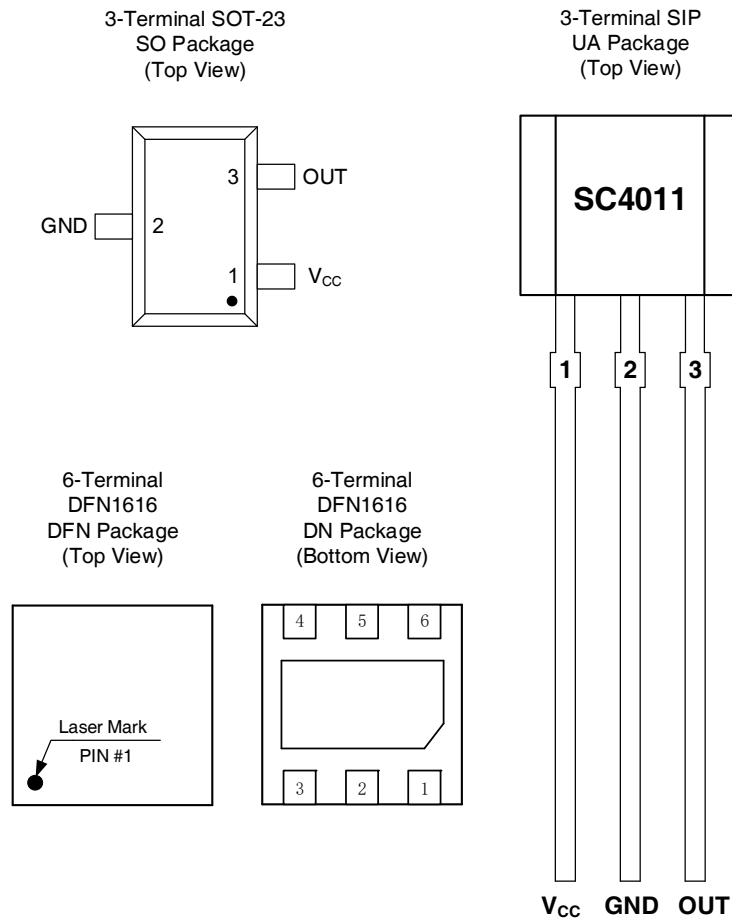 3-Terminal SOT-23
SO Package
(Top View)
3 OUT
GND 2
1 VCC
3-Terminal SIP
UA Package
(Top View)
SC4011
1 2 3
VCC GND OUT
6-Terminal
DFN1616
DFN Package
(Top View)
Laser Mark
PIN #1
6-Terminal
DFN1616
DN Package
(Bottom View)
4 5 6
3 2 1